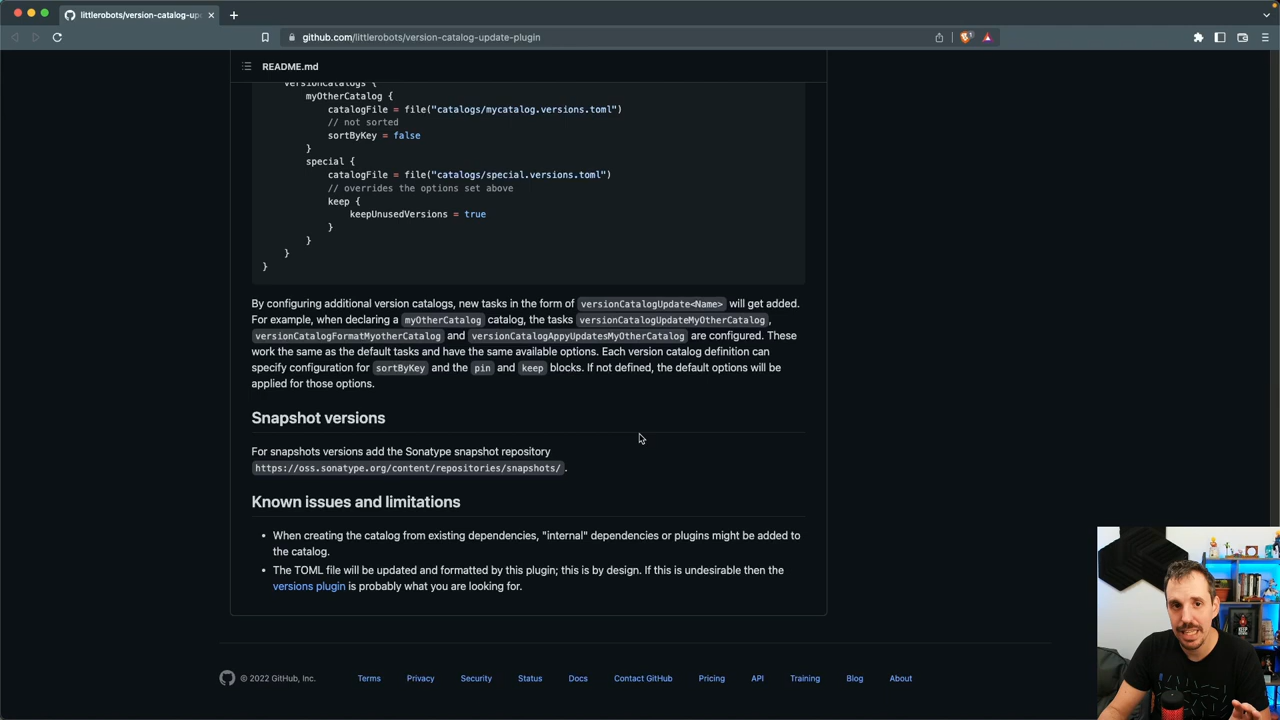 littlerobots/version-catalog-up
github.com/littlerobots/version-catalog-update-plugin
README.md
versionCatalogs {
myOtherCatalog {
catalogFile = file("catalogs/mycatalog.versions.toml")
// not sorted
sortByKey = false
}
special {
catalogFile = file("catalogs/special.versions.toml")
// overrides the options set above
keep {
keepUnusedVersions = true
}
}
}
}
By configuring additional version catalogs, new tasks in the form of versionCatalogUpdate<Name> will get added.
For example, when declaring a myOtherCatalog catalog, the tasks versionCatalogUpdateMyOtherCatalog,
versionCatalogFormatMyotherCatalog and versionCatalogAppyUpdatesMyOtherCatalog are configured. These
work the same as the default tasks and have the same available options. Each version catalog definition can
specify configuration for sortByKey and the pin and keep blocks. If not defined, the default options will be
applied for those options.
Snapshot versions
For snapshots versions add the Sonatype snapshot repository
https://oss.sonatype.org/content/repositories/snapshots/.
Known issues and limitations
• When creating the catalog from existing dependencies, "internal" dependencies or plugins might be added to
the catalog.
• The TOML file will be updated and formatted by this plugin; this is by design. If this is undesirable then the
versions plugin is probably what you are looking for.
© 2022 GitHub, Inc. Terms Privacy Security Status Docs Contact GitHub Pricing API Training Blog About